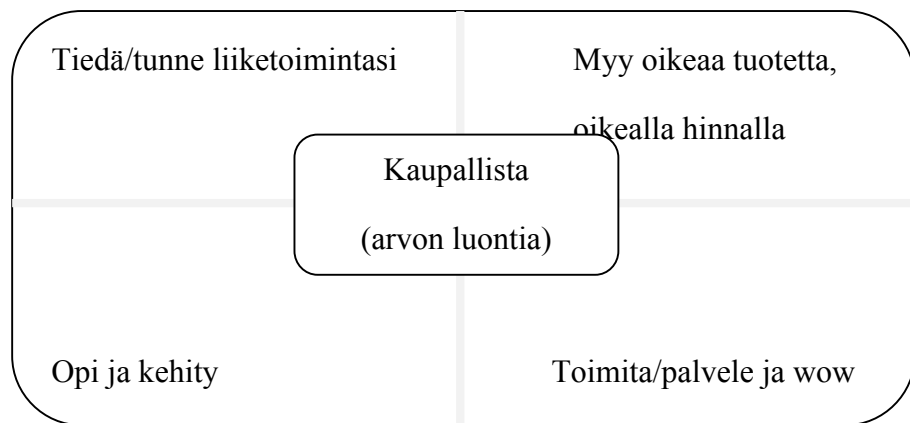 Tiedä/tunne liiketoimintasi
Myy oikeaa tuotetta,
oikealla hinnalla
Kaupallista
(arvon luontia)
Opi ja kehity
Toimita/palvele ja wow